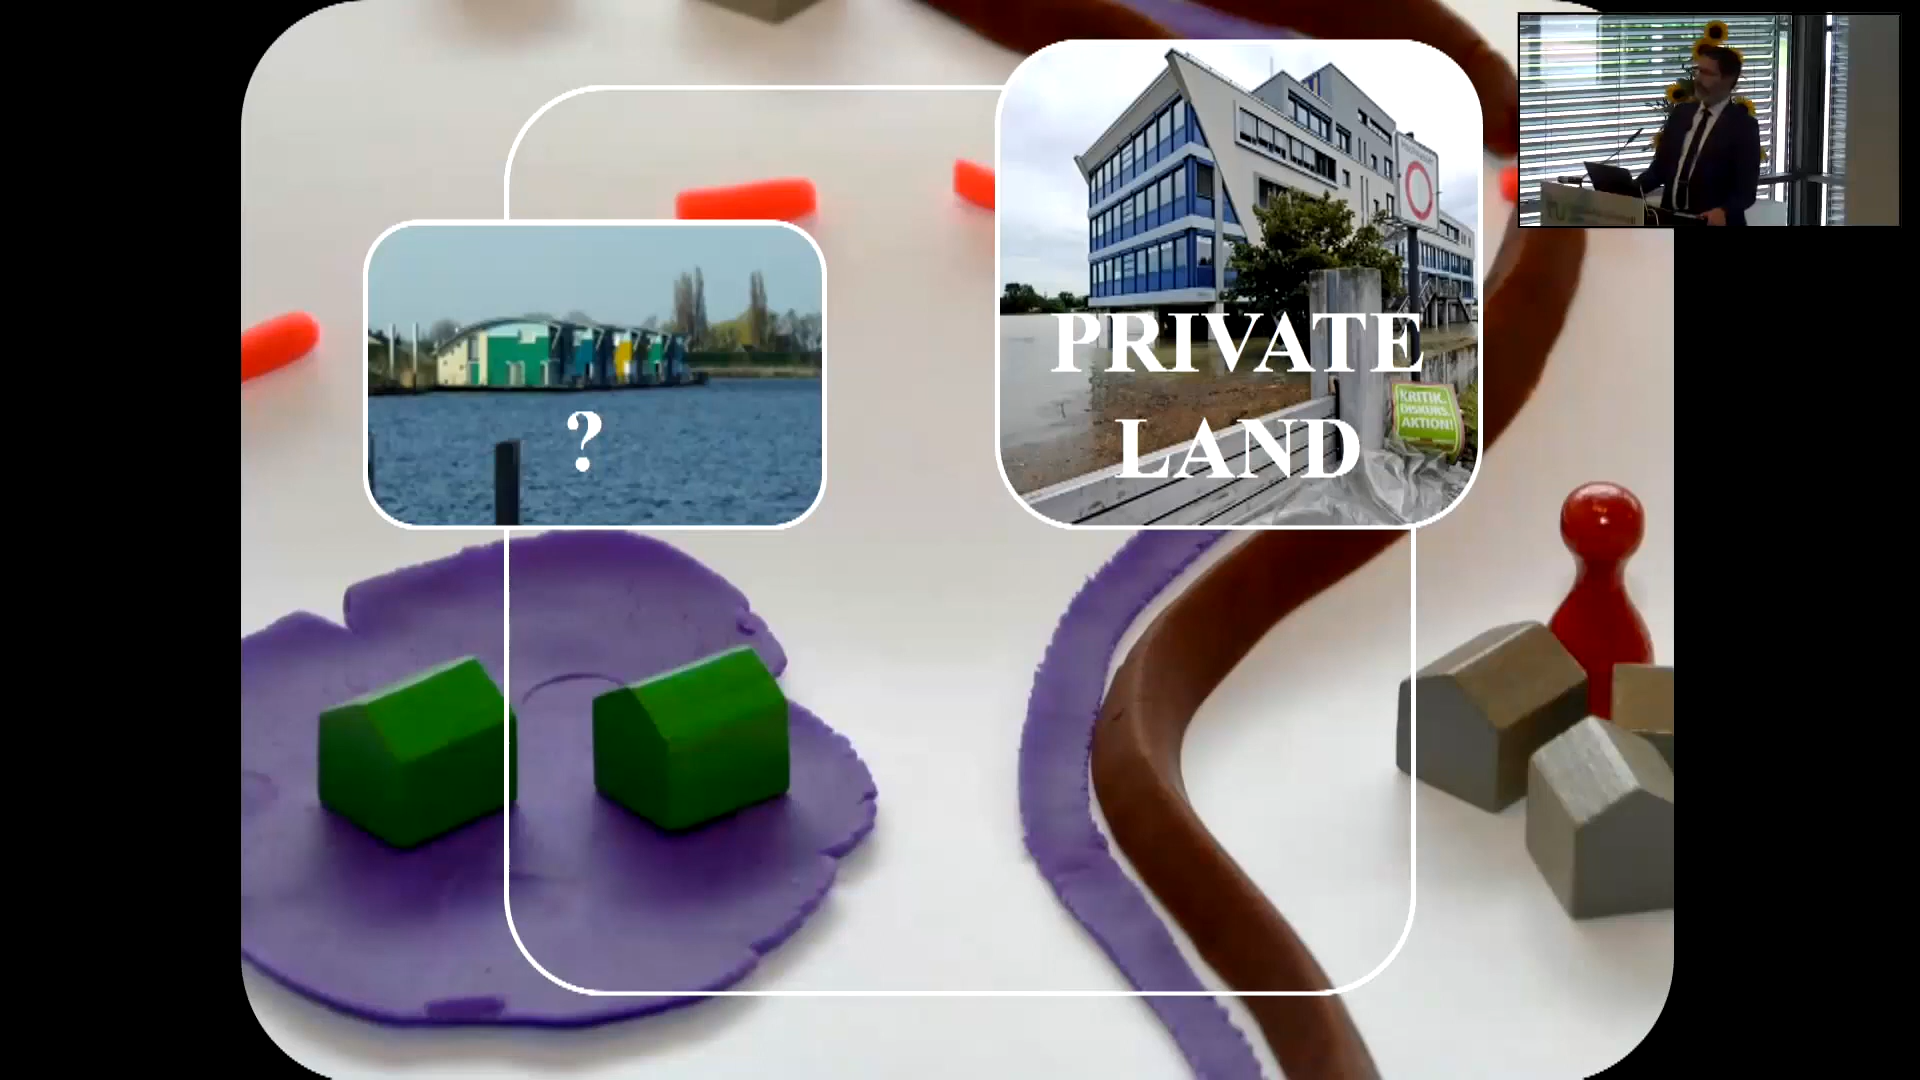 ?
PRIVATE
LAND
KRITIK.
DISKURS.
AKTION!